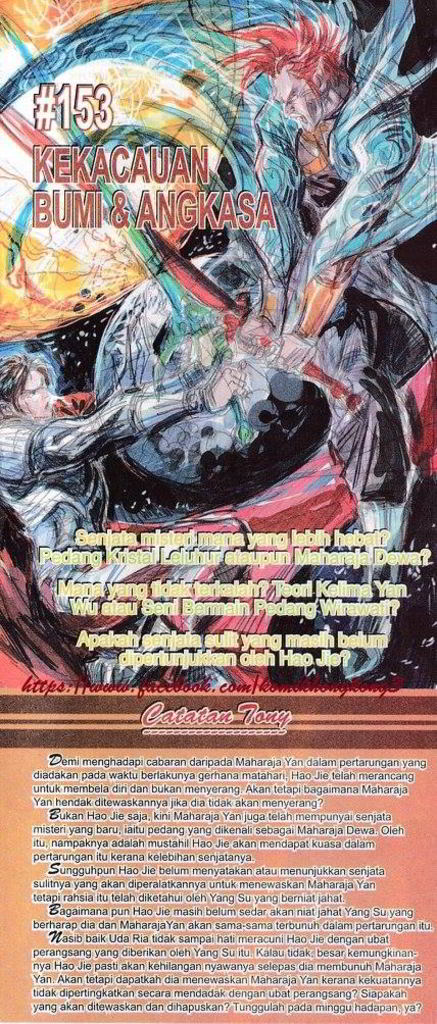 #153
KEKACAUAN
BUMI & ANGKASA
Senjata misteri mana yang lebih hebat?
Pedang Kristal Leluhur ataupun Maharaja Dewa?
Mana yang tidak terkalah? Teori Kelima Yan
Wu atau Seni Bermain Pedang Wirawati?
Apakah senjata sulit yang masih belum
dipertunjukkan oleh Hao Jie?
https://www.facebook.com/komikhongkong2
Catatan Tony
Demi menghadapi cabaran daripada Maharaja Yan dalam pertarungan yang
diadakan pada waktu berlakunya gerhana matahari, Hao Jie telah merancang
untuk membela diri dan bukan menyerang. Akan tetapi bagaimana Maharaja
Yan hendak ditewaskannya jika dia tidak akan menyerang?
Bukan Hao Jie saja, kini Maharaja Yan juga telah mempunyai senjata
misteri yang baru, iaitu pedang yang dikenali sebagai Maharaja Dewa. Oleh
itu, nampaknya adalah mustahil Hao Jie akan mendapat kuasa dalam
pertarungan itu kerana kelebihan senjatanya.
Sungguhpun Hao Jie belum menyatakan atau menunjukkan senjata
sulitnya yang akan diperalatkannya untuk menewaskan Maharaja Yan
tetapi rahsia itu telah diketahui oleh Yang Su yang berniat jahat.
Bagaimana pun Hao Jie masih belum sedar akan niat jahat Yang Su yang
berharap dia dan MaharajaYan akan sama-sama terbunuh dalam pertarungan itu.
Nasib baik Uda Ria tidak sampai hati meracuni Hao Jie dengan ubat
perangsang yang diberikan oleh Yang Su itu. Kalau tidak, besar kemungkinan-
nya Hao Jie pasti akan kehilangan nyawanya selepas dia membunuh Maharaja
Yan. Akan tetapi dapatkah dia menewaskan Maharaja Yan kerana kekuatannya
tidak dipertingkatkan secara mendadak dengan ubat perangsang? Siapakah
yang akan ditewaskan dan dihapuskan? Tunggulah pada minggu hadapan, ya?